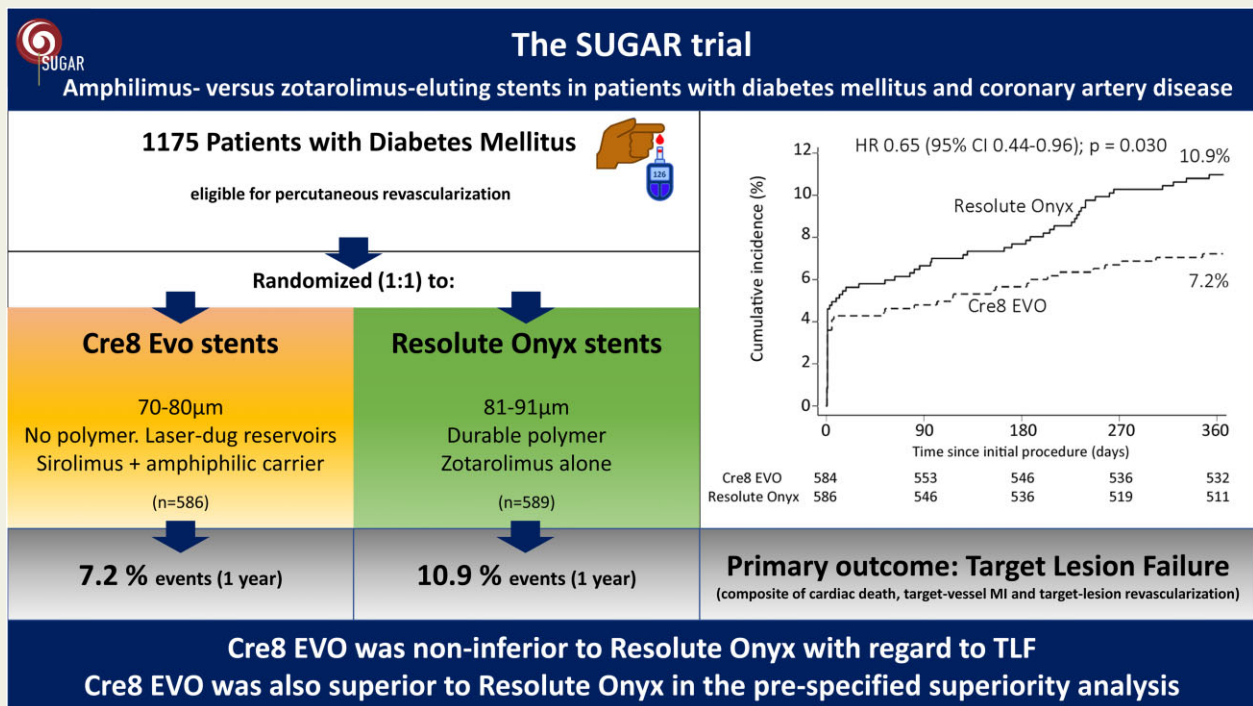 SUGAR
The SUGAR trial
Amphilimus- versus zotarolimus-eluting stents in patients with diabetes mellitus and coronary artery disease
1175 Patients with Diabetes Mellitus
eligible for percutaneous revascularization
126
Randomized (1:1) to:
Cre8 Evo stents
70-80µm
No polymer. Laser-dug reservoirs
Sirolimus + amphiphilic carrier
(n=586)
Resolute Onyx stents
81-91µm
Durable polymer
Zotarolimus alone
(n=589)
7.2 % events (1 year)
10.9 % events (1 year)
HR 0.65 (95% CI 0.44-0.96); p = 0.030
10.9%
Resolute Onyx
7.2%
Cre8 EVO
Cumulative incidence (%)
12
10
8
6
4
2
0
0 90 180 270 360
Time since initial procedure (days)
Cre8 EVO 584 553 546 536 532
Resolute Onyx 586 546 536 519 511
Primary outcome: Target Lesion Failure
(composite of cardiac death, target-vessel MI and target-lesion revascularization)
Cre8 EVO was non-inferior to Resolute Onyx with regard to TLF
Cre8 EVO was also superior to Resolute Onyx in the pre-specified superiority analysis